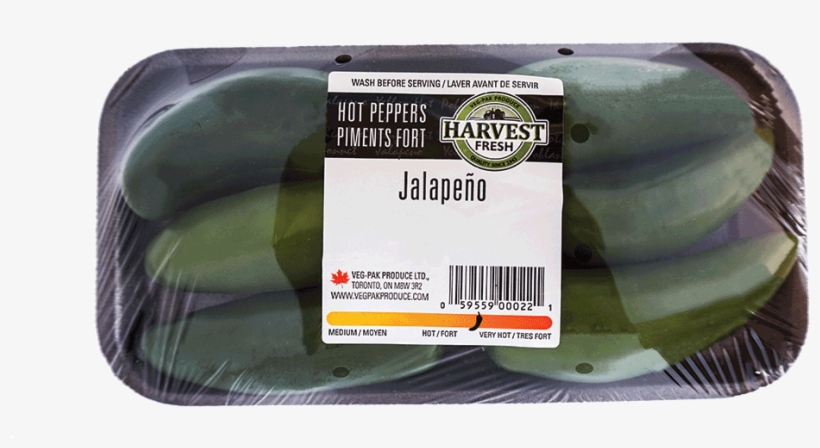 WASH BEFORE SERVING / LAVER AVANT DE SERVIR
HOT PEPPERS
PIMENTS FORT
VEG-PAK PRODUCE
HARVEST
FRESH
QUALITY SINCE
Jalapeño
VEG-PAK PRODUCE LTD.,
TORONTO, ON M8W 3R2
WWW.VEGPAKPRODUCE.COM
0 59559 00022 1
MEDIUM / MOYEN HOT / FORT VERY HOT / TRES FORT